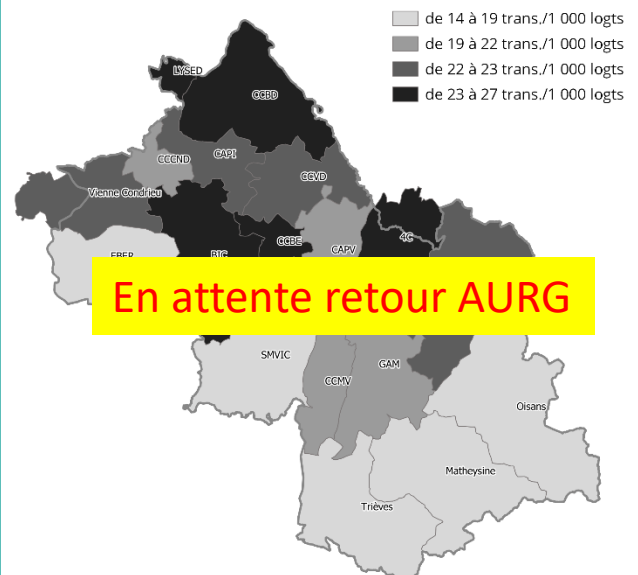 de 14 à 19 trans./1 000 logts
de 19 à 22 trans./1 000 logts
de 22 à 23 trans./1 000 logts
de 23 à 27 trans./1 000 logts
LYSED
CCBD
CAPI
CCCND
CCVD
Vienne Condrieu
4C
CCBE
CAPV
BIC
EBER
En attente retour AURG
SMVIC
GAM
CCMV
Oisans
Matheysine
Trièves